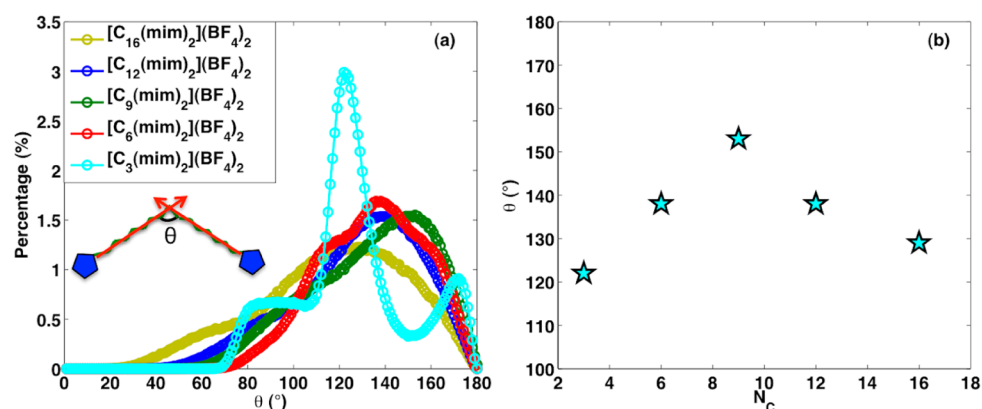 3.5
3
2.5
2
1.5
1
0.5
0
Percentage (%)
(a)
[C16(mim)2](BF4)2
[C12(mim)2](BF4)2
[C9(mim)2](BF4)2
[C6(mim)2](BF4)2
[C3(mim)2](BF4)2
θ
0 20 40 60 80 100 120 140 160 180
θ (°)
180
170
160
150
140
130
120
110
100
θ (°)
(b)
2 4 6 8 10 12 14 16 18
NC